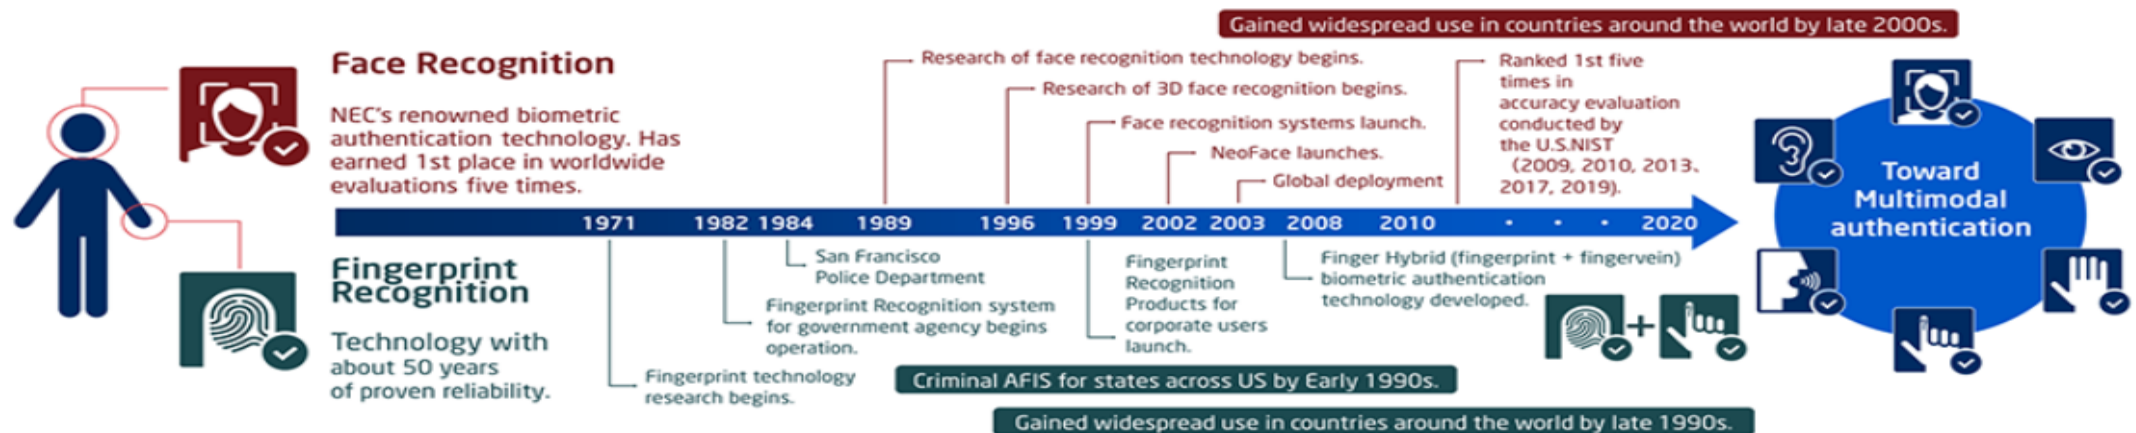 Gained widespread use in countries around the world by late 2000s.
Face Recognition
NEC's renowned biometric
authentication technology. Has
earned 1st place in worldwide
evaluations five times.
Research of face recognition technology begins.
Research of 3D face recognition begins.
Face recognition systems launch.
NeoFace launches.
Global deployment
Ranked 1st five
times in
accuracy evaluation
conducted by
the U.S.NIST
(2009, 2010, 2013、
2017, 2019).
1971 1982 1984 1989 1996 1999 2002 2003 2008 2010 · · · 2020
Toward
Multimodal
authentication
Fingerprint
Recognition
Technology with
about 50 years
of proven reliability.
Fingerprint technology
research begins.
Fingerprint Recognition system
for government agency begins
operation.
San Francisco
Police Department
Fingerprint
Recognition
Products for
corporate users
launch.
Finger Hybrid (fingerprint + fingervein)
biometric authentication
technology developed.
+
Criminal AFIS for states across US by Early 1990s.
Gained widespread use in countries around the world by late 1990s.